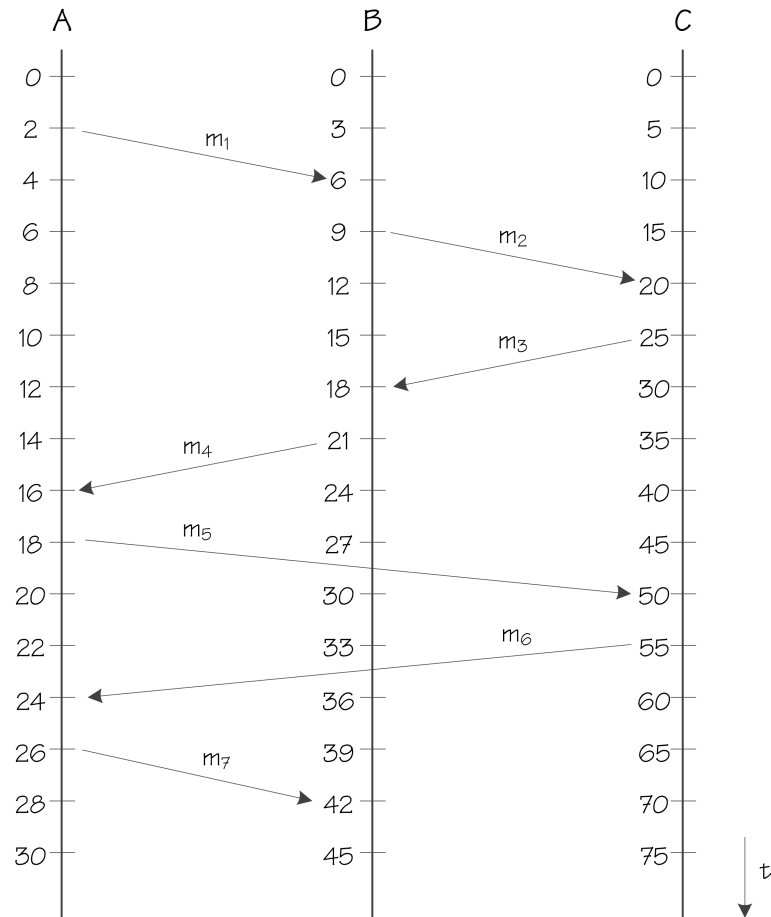 A B C
0 0 0
2 3 5
m₁
4 6 10
6 9 15
m₂
8 12 20
10 15 25
m₃
12 18 30
14 21 35
m₄
16 24 40
m₅
18 27 45
20 30 50
m₆
22 33 55
24 36 60
26 39 65
m₇
28 42 70
30 45 75
t